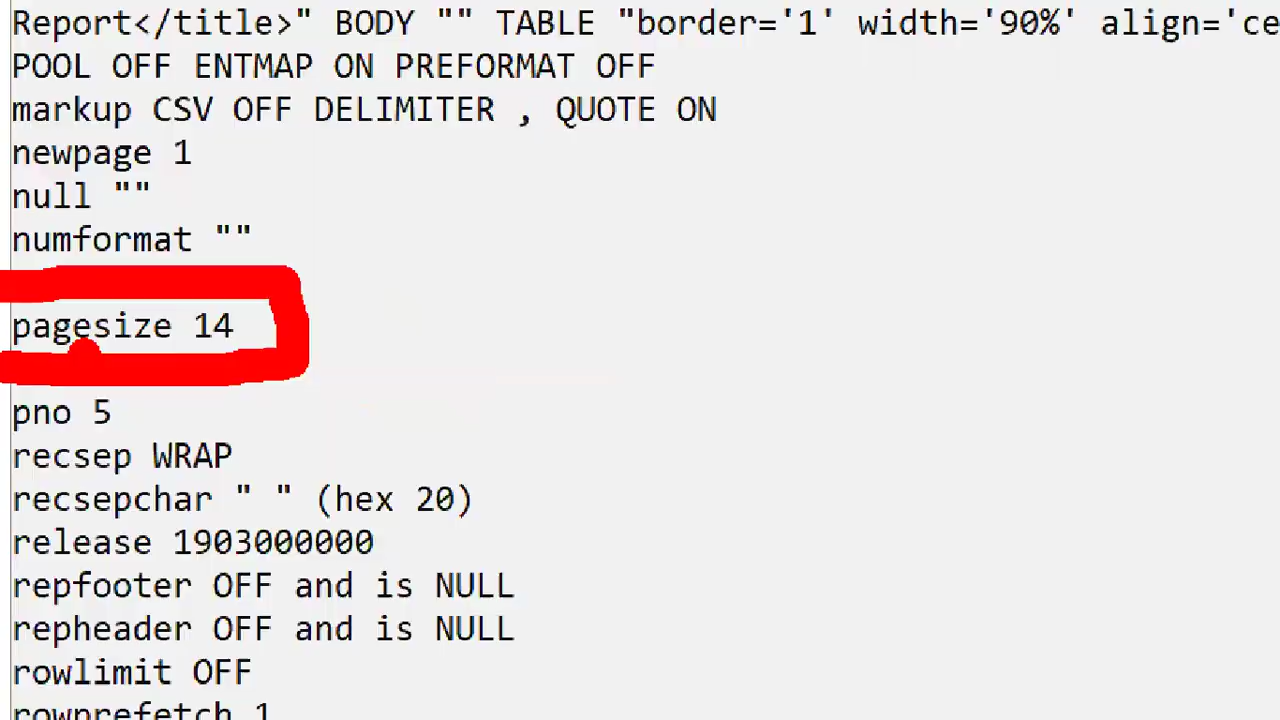 Report</title>" BODY "" TABLE "border='1' width='90%' align='ce
POOL OFF ENTMAP ON PREFORMAT OFF
markup CSV OFF DELIMITER , QUOTE ON
newpage 1
null ""
numformat ""
pagesize 14
pno 5
recsep WRAP
recsepchar " " (hex 20)
release 1903000000
repfooter OFF and is NULL
repheader OFF and is NULL
rowlimit OFF
rowprefetch 1